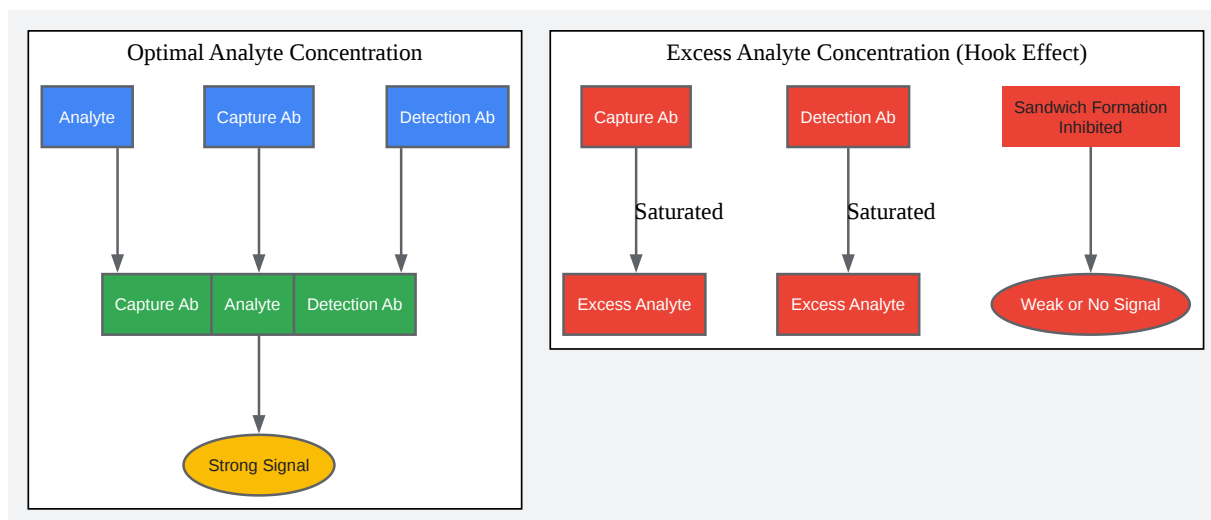 Optimal Analyte Concentration
Analyte
Capture Ab
Detection Ab
Capture Ab
Analyte
Detection Ab
Strong Signal
Excess Analyte Concentration (Hook Effect)
Capture Ab
Detection Ab
Sandwich Formation
Inhibited
Saturated
Saturated
Excess Analyte
Excess Analyte
Weak or No Signal